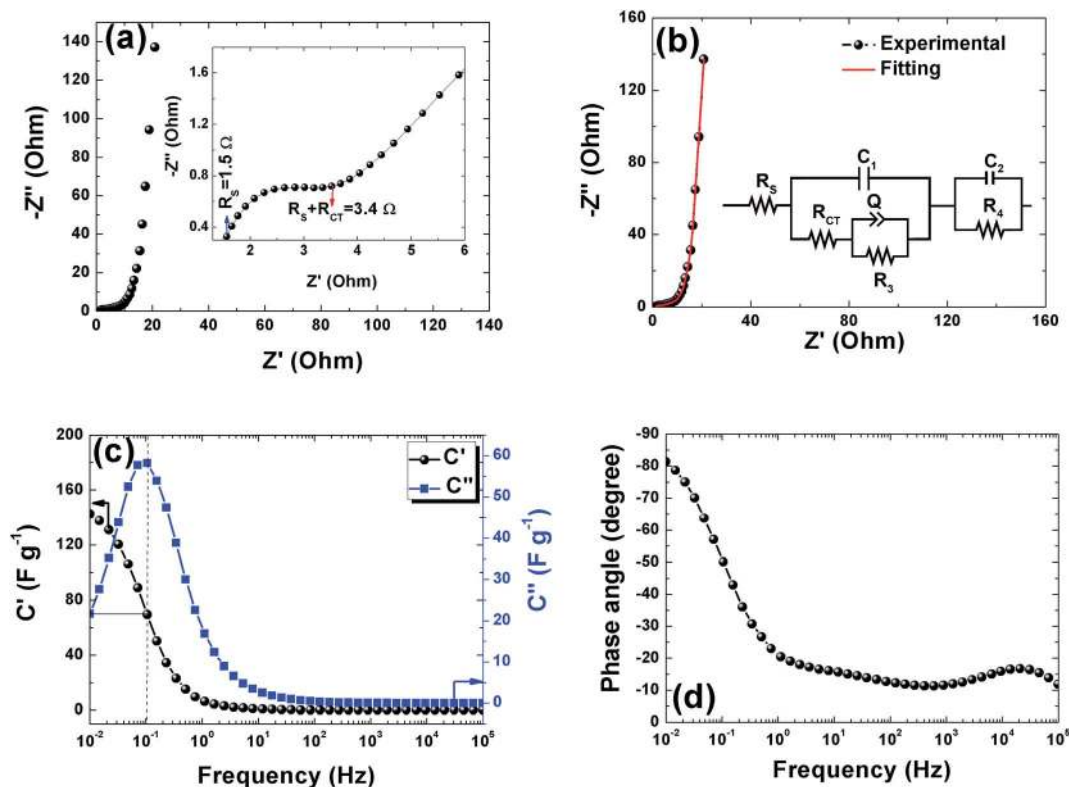 (a)
-Z'' (Ohm)
140
120
100
80
60
40
20
0
0 20 40 60 80 100 120 140
Z' (Ohm)
-Z'' (Ohm)
1.6
1.2
0.8
0.4
R_S=1.5 Ω
R_S+R_CT=3.4 Ω
2 3 4 5 6
Z' (Ohm)
(b)
-Z'' (Ohm)
160
120
80
40
0
0 40 80 120 160
Z' (Ohm)
Experimental
Fitting
R_S
C_1
R_CT
Q
R_3
C_2
R_4
(c)
C' (F g⁻¹)
200
160
120
80
40
0
C'
C''
60
50
40
30
20
10
0
C'' (F g⁻¹)
10⁻² 10⁻¹ 10⁰ 10¹ 10² 10³ 10⁴ 10⁵
Frequency (Hz)
(d)
Phase angle (degree)
-90
-80
-70
-60
-50
-40
-30
-20
-10
0
10⁻² 10⁻¹ 10⁰ 10¹ 10² 10³ 10⁴ 10⁵
Frequency (Hz)